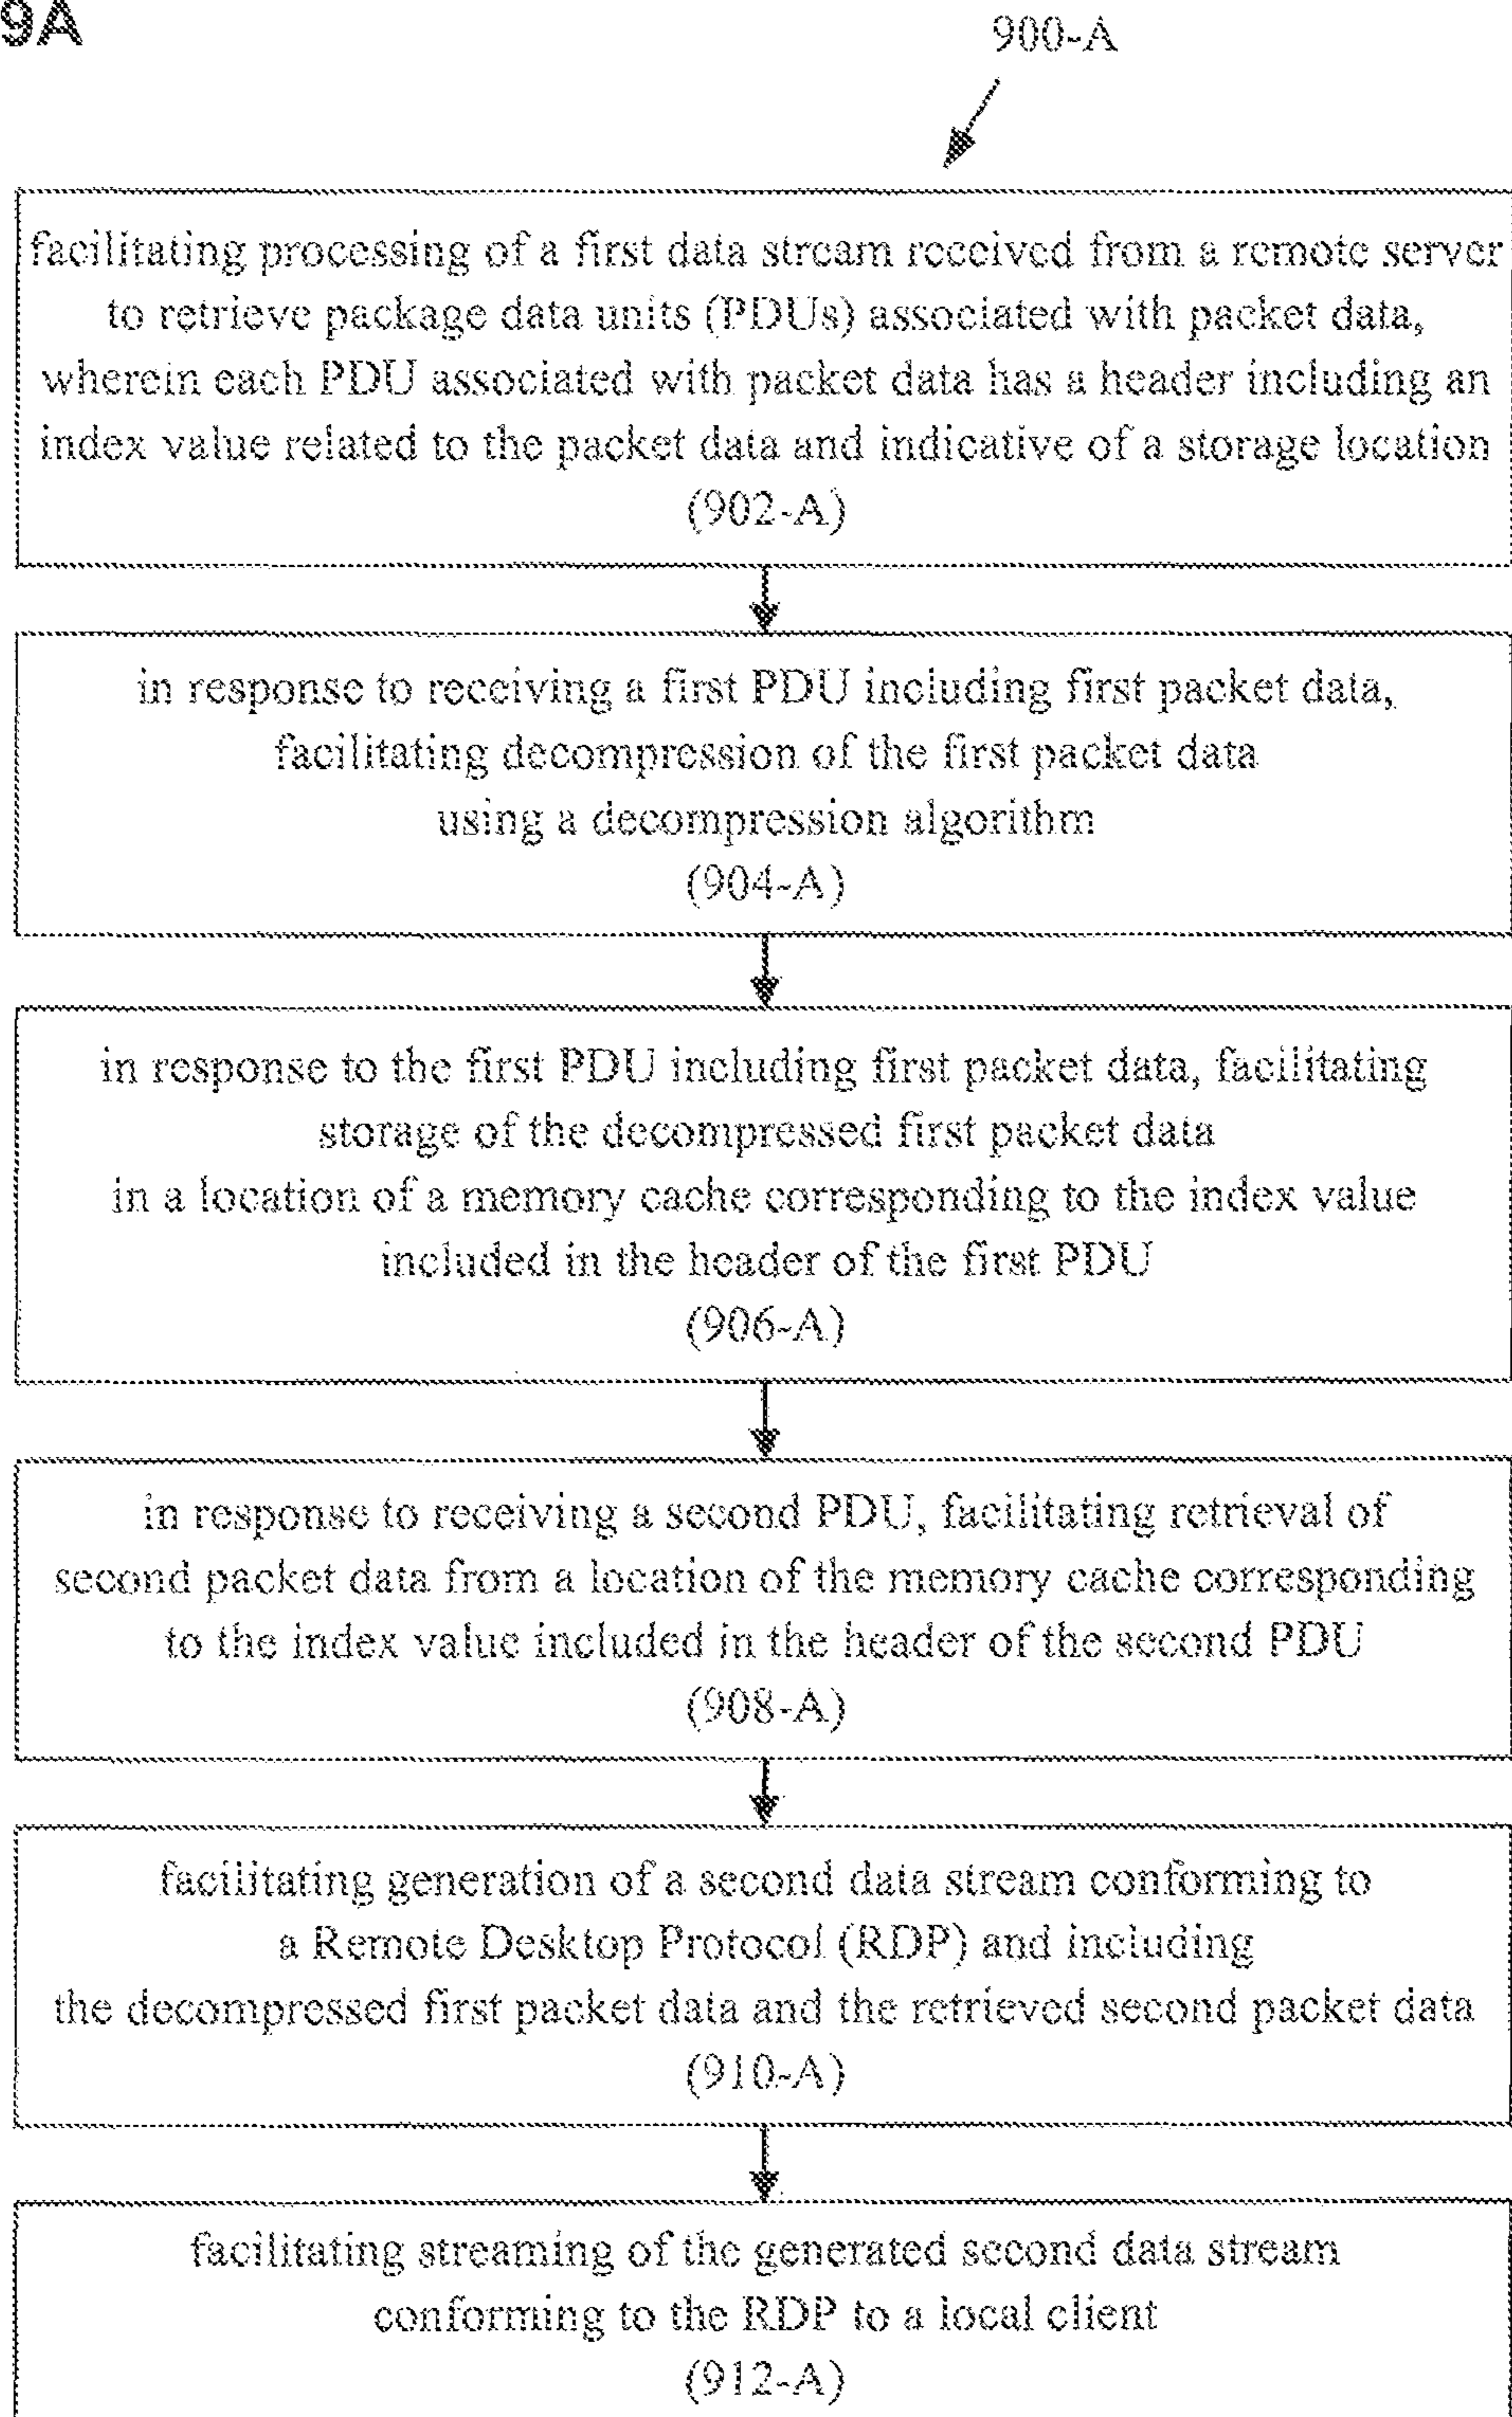 9A
900-A
facilitating processing of a first data stream received from a remote server
to retrieve package data units (PDUs) associated with packet data,
wherein each PDU associated with packet data has a header including an
index value related to the packet data and indicative of a storage location
(902-A)
in response to receiving a first PDU including first packet data,
facilitating decompression of the first packet data
using a decompression algorithm
(904-A)
in response to the first PDU including first packet data, facilitating
storage of the decompressed first packet data
in a location of a memory cache corresponding to the index value
included in the header of the first PDU
(906-A)
in response to receiving a second PDU, facilitating retrieval of
second packet data from a location of the memory cache corresponding
to the index value included in the header of the second PDU
(908-A)
facilitating generation of a second data stream conforming to
a Remote Desktop Protocol (RDP) and including
the decompressed first packet data and the retrieved second packet data
(910-A)
facilitating streaming of the generated second data stream
conforming to the RDP to a local client
(912-A)